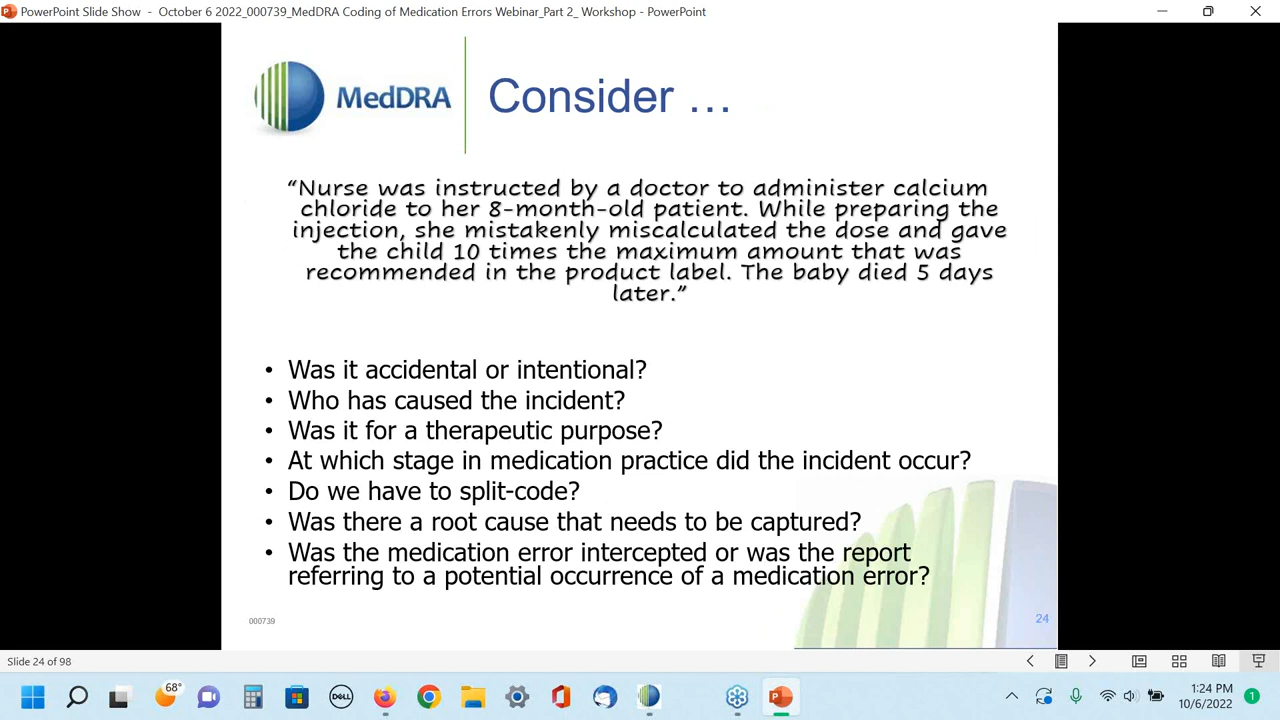 PowerPoint Slide Show - October 6 2022_000739_MedDRA Coding of Medication Errors Webinar_Part 2_ Workshop - PowerPoint
MedDRA
Consider …
“Nurse was instructed by a doctor to administer calcium
chloride to her 8-month-old patient. While preparing the
injection, she mistakenly miscalculated the dose and gave
the child 10 times the maximum amount that was
recommended in the product label. The baby died 5 days
later.”
• Was it accidental or intentional?
• Who has caused the incident?
• Was it for a therapeutic purpose?
• At which stage in medication practice did the incident occur?
• Do we have to split-code?
• Was there a root cause that needs to be captured?
• Was the medication error intercepted or was the report
referring to a potential occurrence of a medication error?
000739
24
Slide 24 of 98
68°
DELL
1:24 PM
10/6/2022
1